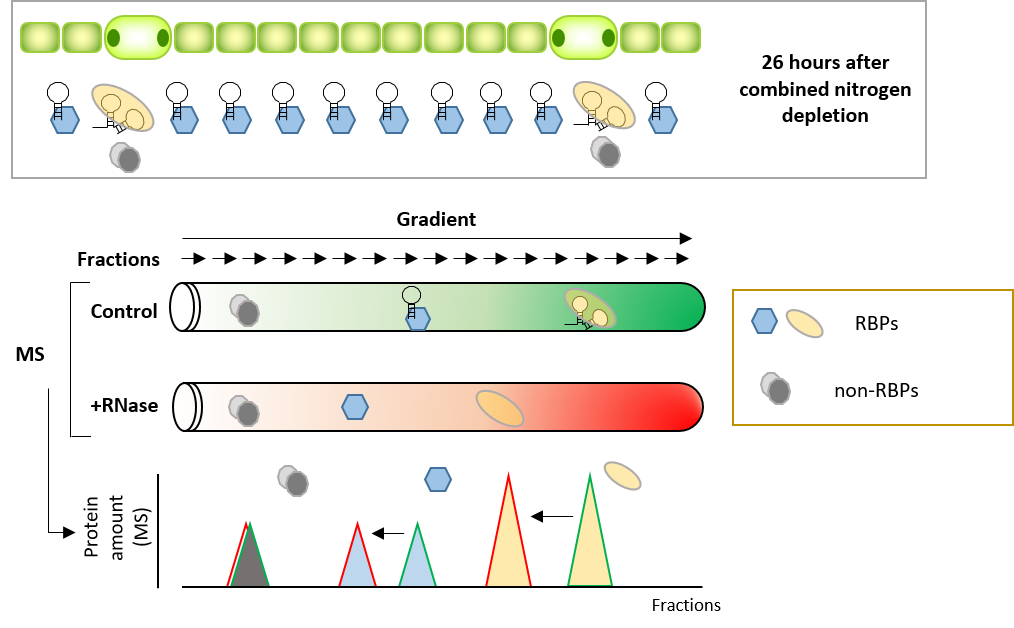 26 hours after
combined nitrogen
depletion
Gradient
Fractions
Control
MS
+RNase
RBPs
non-RBPs
Protein
amount
(MS)
Fractions